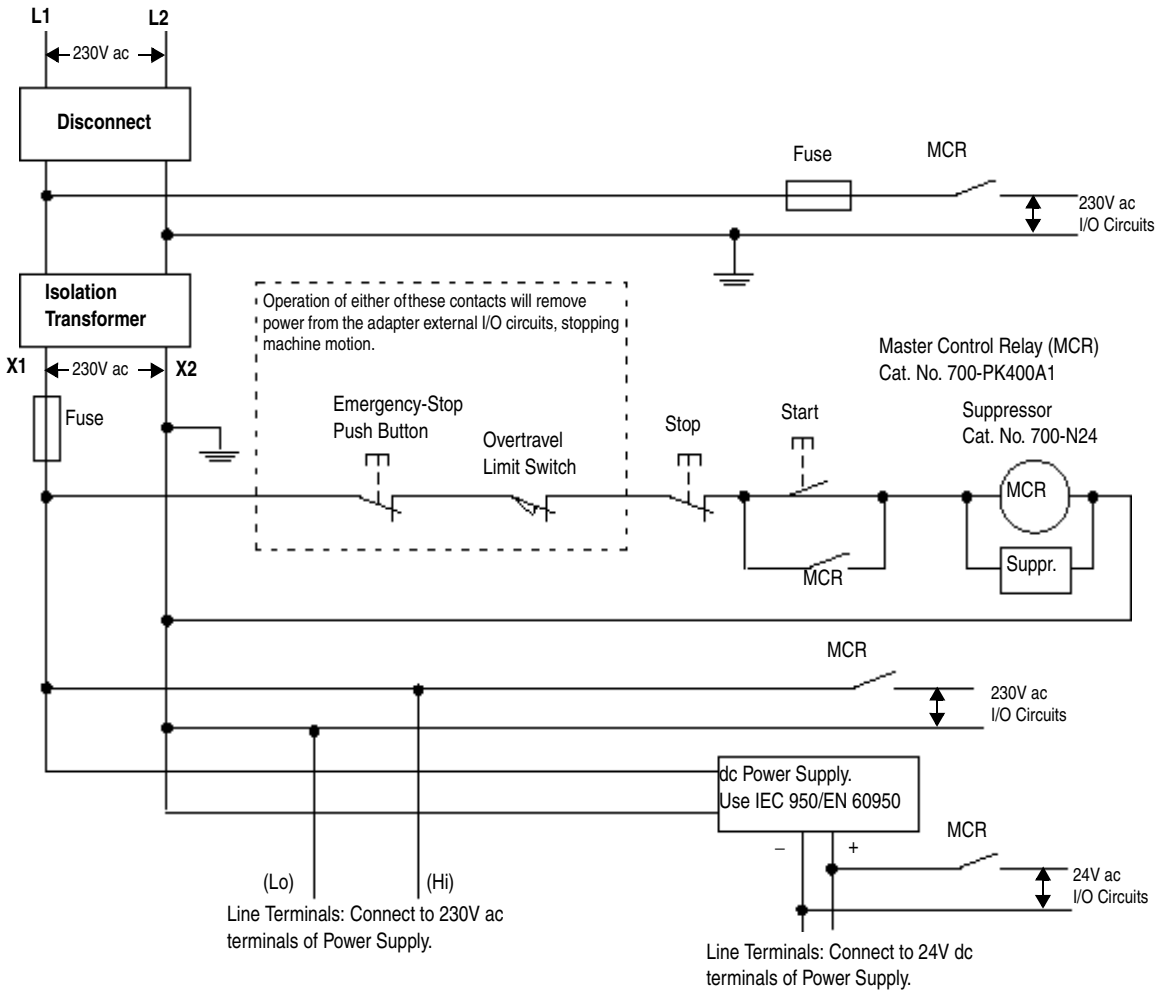 L1
L2
230V ac
Disconnect
Fuse
MCR
230V ac
I/O Circuits
Isolation
Transformer
Operation of either ofthese contacts will remove
power from the adapter external I/O circuits, stopping
machine motion.
X1
230V ac
X2
Master Control Relay (MCR)
Cat. No. 700-PK400A1
Fuse
Emergency-Stop
Push Button
Overtravel
Limit Switch
Stop
Start
Suppressor
Cat. No. 700-N24
MCR
MCR
Suppr.
MCR
230V ac
I/O Circuits
dc Power Supply.
Use IEC 950/EN 60950
–
+
MCR
24V ac
I/O Circuits
(Lo)
(Hi)
Line Terminals: Connect to 230V ac
terminals of Power Supply.
Line Terminals: Connect to 24V dc
terminals of Power Supply.